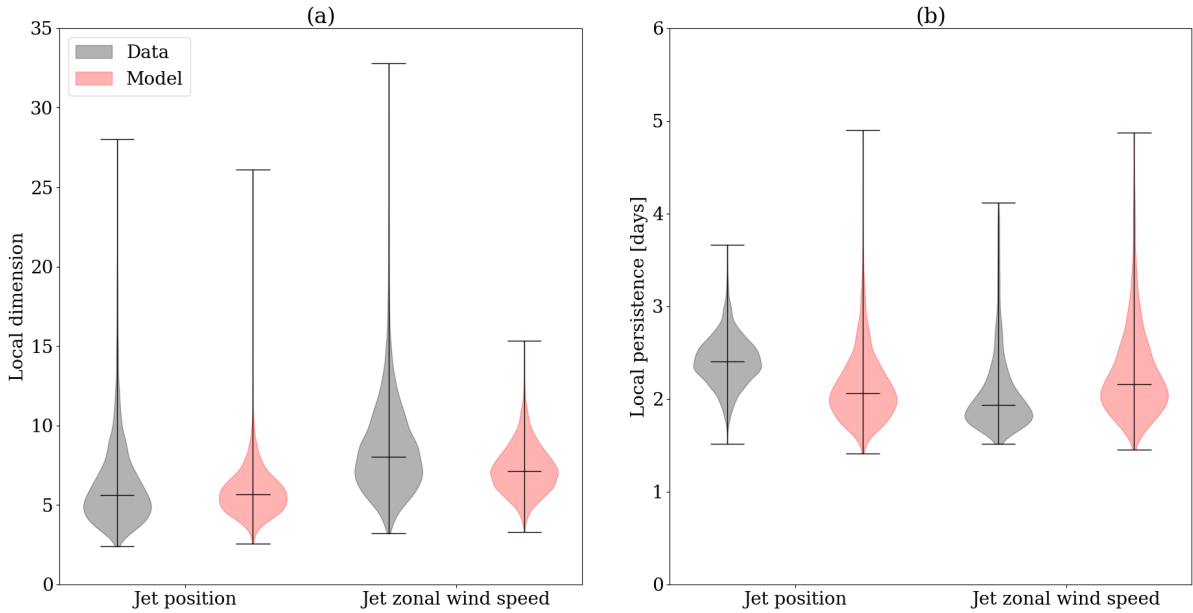 (a)
Local dimension
35
30
25
20
15
10
5
0
Data
Model
Jet position
Jet zonal wind speed
(b)
Local persistence [days]
6
5
4
3
2
1
0
Jet position
Jet zonal wind speed